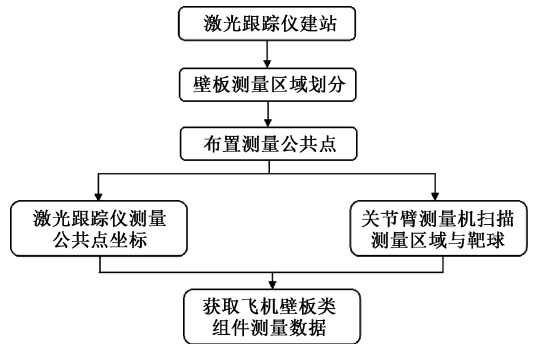 激光跟踪仪建站
壁板测量区域划分
布置测量公共点
激光跟踪仪测量
公共点坐标
关节臂测量机扫描
测量区域与靶球
获取飞机壁板类
组件测量数据